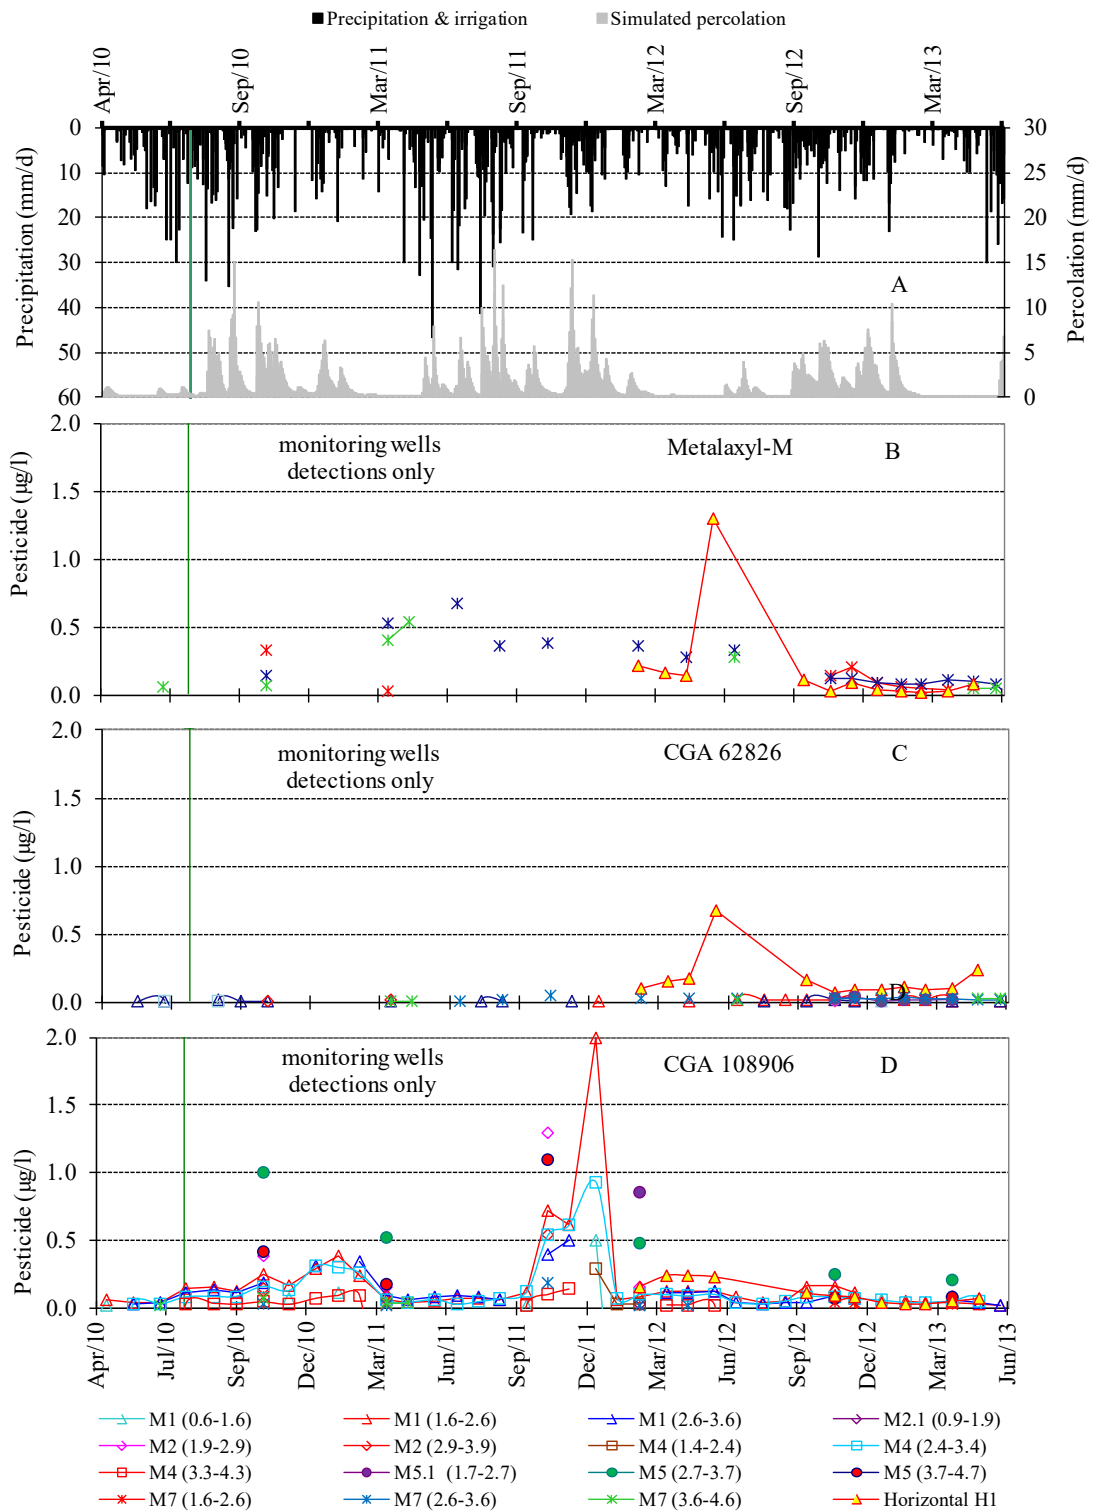 Precipitation & irrigation Simulated percolation
Apr/10 Sep/10 Mar/11 Sep/11 Mar/12 Sep/12 Mar/13
Precipitation (mm/d)
0
10
20
30
40
50
60
Percolation (mm/d)
30
25
20
15
10
5
0
A
Pesticide (µg/l)
2.0
1.5
1.0
0.5
0.0
monitoring wells
detections only
Metalaxyl-M
B
Pesticide (µg/l)
2.0
1.5
1.0
0.5
0.0
monitoring wells
detections only
CGA 62826
C
D
Pesticide (µg/l)
2.0
1.5
1.0
0.5
0.0
monitoring wells
detections only
CGA 108906
D
Apr/10 Jul/10 Sep/10 Dec/10 Mar/11 Jun/11 Sep/11 Dec/11 Mar/12 Jun/12 Sep/12 Dec/12 Mar/13 Jun/13
M1 (0.6-1.6) M1 (1.6-2.6) M1 (2.6-3.6) M2.1 (0.9-1.9)
M2 (1.9-2.9) M2 (2.9-3.9) M4 (1.4-2.4) M4 (2.4-3.4)
M4 (3.3-4.3) M5.1 (1.7-2.7) M5 (2.7-3.7) M5 (3.7-4.7)
M7 (1.6-2.6) M7 (2.6-3.6) M7 (3.6-4.6) Horizontal H1